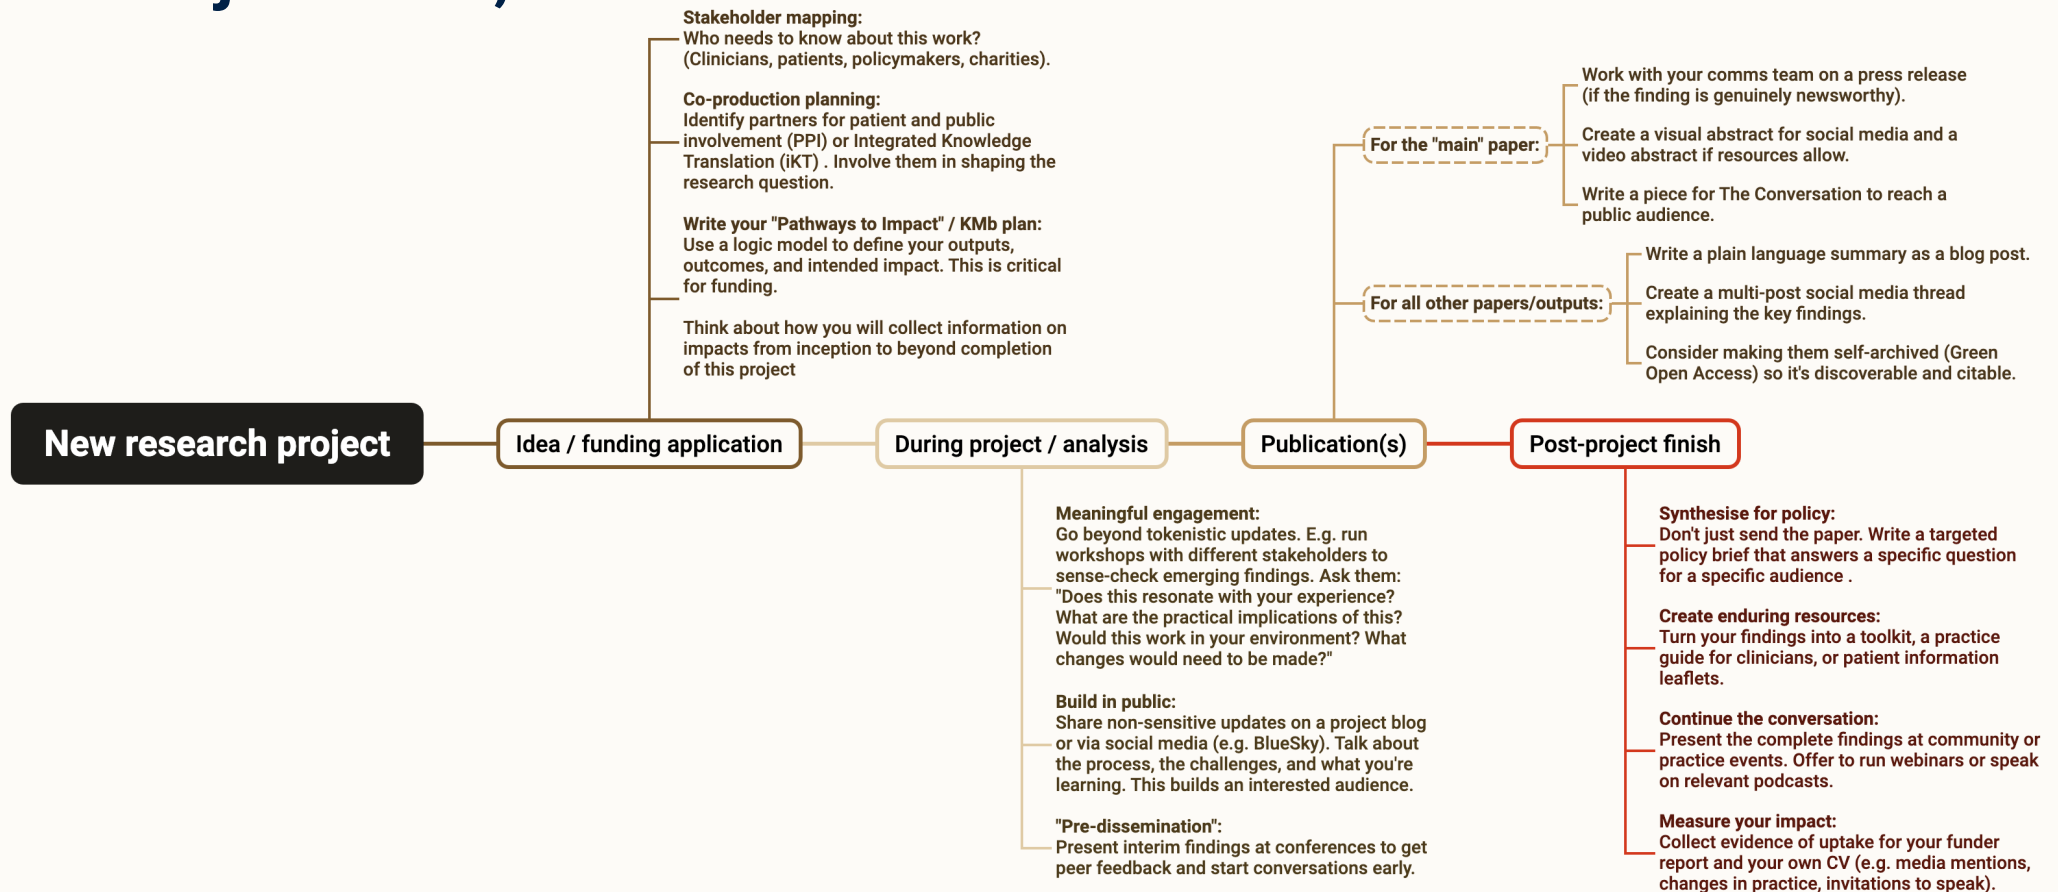 Stakeholder mapping:
Who needs to know about this work?
(Clinicians, patients, policymakers, charities).
Co-production planning:
Identify partners for patient and public
involvement (PPI) or Integrated Knowledge
Translation (iKT) . Involve them in shaping the
research question.
Write your "Pathways to Impact" / KMb plan:
Use a logic model to define your outputs,
outcomes, and intended impact. This is critical
for funding.
Think about how you will collect information on
impacts from inception to beyond completion
of this project
For the "main" paper:
Work with your comms team on a press release
(if the finding is genuinely newsworthy).
Create a visual abstract for social media and a
video abstract if resources allow.
Write a piece for The Conversation to reach a
public audience.
For all other papers/outputs:
Write a plain language summary as a blog post.
Create a multi-post social media thread
explaining the key findings.
Consider making them self-archived (Green
Open Access) so it's discoverable and citable.
New research project
Idea / funding application
During project / analysis
Publication(s)
Post-project finish
Meaningful engagement:
Go beyond tokenistic updates. E.g. run
workshops with different stakeholders to
sense-check emerging findings. Ask them:
"Does this resonate with your experience?
What are the practical implications of this?
Would this work in your environment? What
changes would need to be made?"
Build in public:
Share non-sensitive updates on a project blog
or via social media (e.g. BlueSky). Talk about
the process, the challenges, and what you're
learning. This builds an interested audience.
"Pre-dissemination":
Present interim findings at conferences to get
peer feedback and start conversations early.
Synthesise for policy:
Don't just send the paper. Write a targeted
policy brief that answers a specific question
for a specific audience .
Create enduring resources:
Turn your findings into a toolkit, a practice
guide for clinicians, or patient information
leaflets.
Continue the conversation:
Present the complete findings at community or
practice events. Offer to run webinars or speak
on relevant podcasts.
Measure your impact:
Collect evidence of uptake for your funder
report and your own CV (e.g. media mentions,
changes in practice, invitations to speak).